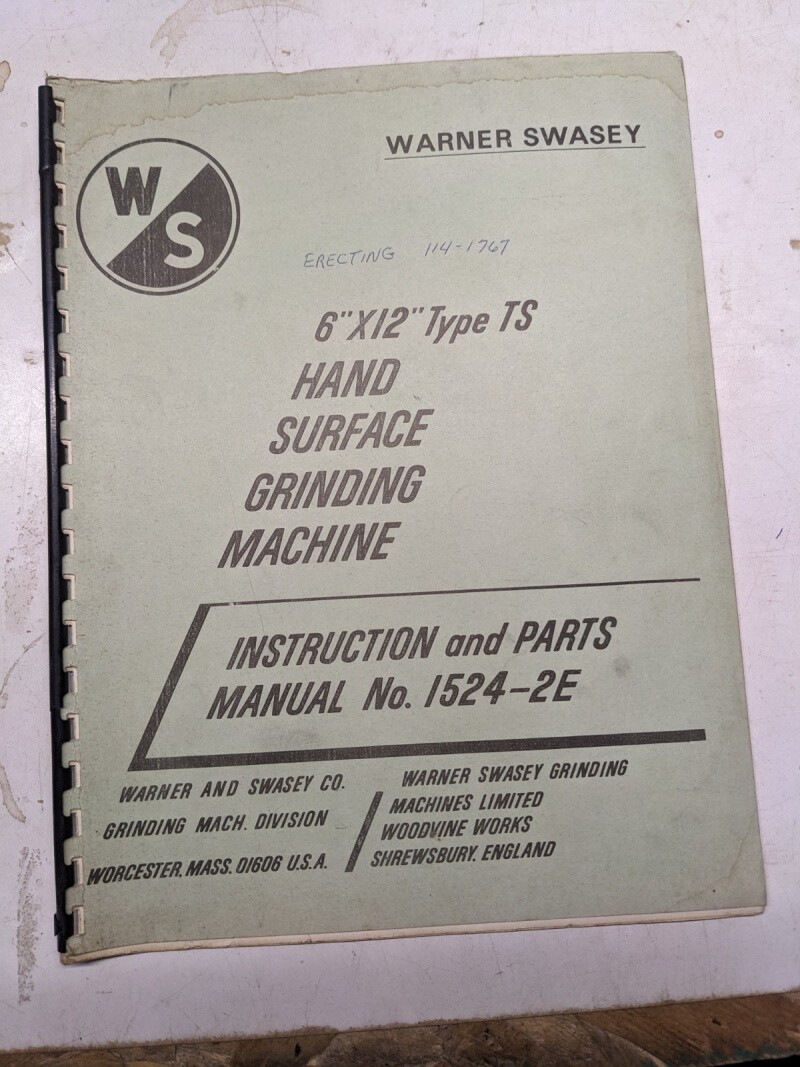 WARNER SWASEY
W
S
ERECTING 114-1767
6"X12" Type TS
HAND
SURFACE
GRINDING
MACHINE
INSTRUCTION and PARTS
MANUAL No. 1524-2E
WARNER AND SWASEY CO.
GRINDING MACH. DIVISION
WORCESTER, MASS. 01606 U.S.A.
WARNER SWASEY GRINDING
MACHINES LIMITED
WOODVINE WORKS
SHREWSBURY. ENGLAND